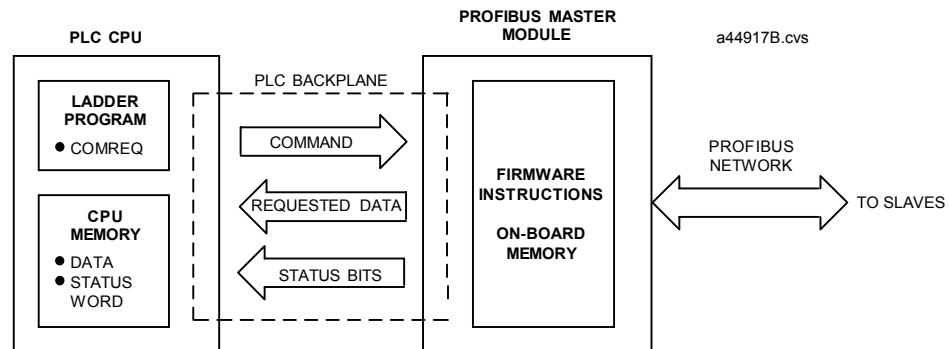 PLC CPU
PROFIBUS MASTER
MODULE
a44917B.cvs
PLC BACKPLANE
LADDER
PROGRAM
● COMREQ
CPU
MEMORY
● DATA
● STATUS
WORD
COMMAND
REQUESTED DATA
STATUS BITS
FIRMWARE
INSTRUCTIONS
ON-BOARD
MEMORY
PROFIBUS
NETWORK
TO SLAVES